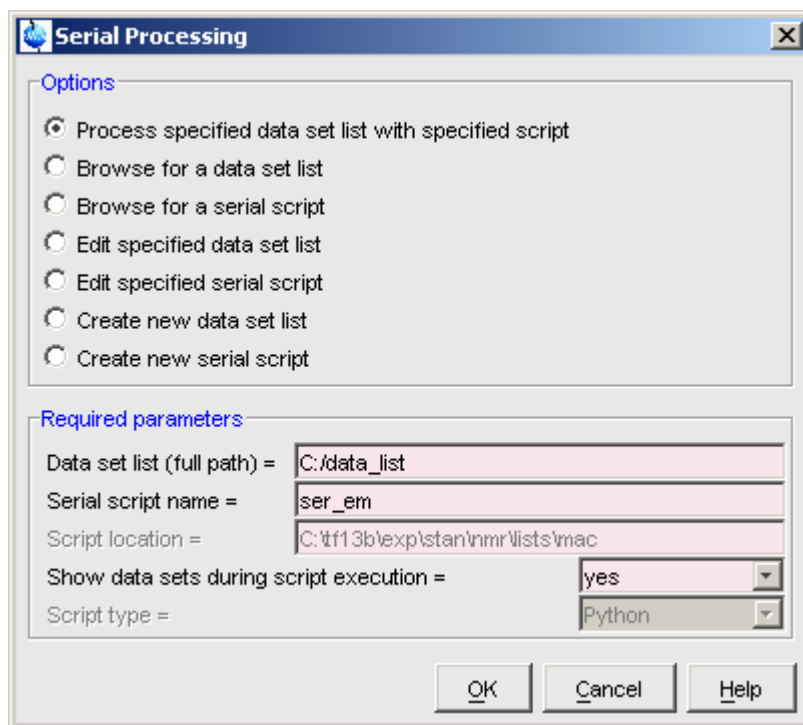 Serial Processing
Options
Process specified data set list with specified script
Browse for a data set list
Browse for a serial script
Edit specified data set list
Edit specified serial script
Create new data set list
Create new serial script
Required parameters
Data set list (full path) = C:/data_list
Serial script name = ser_em
Script location = C:\tf13b\exp\stan\nmr\lists\mac
Show data sets during script execution = yes
Script type = Python
OK Cancel Help